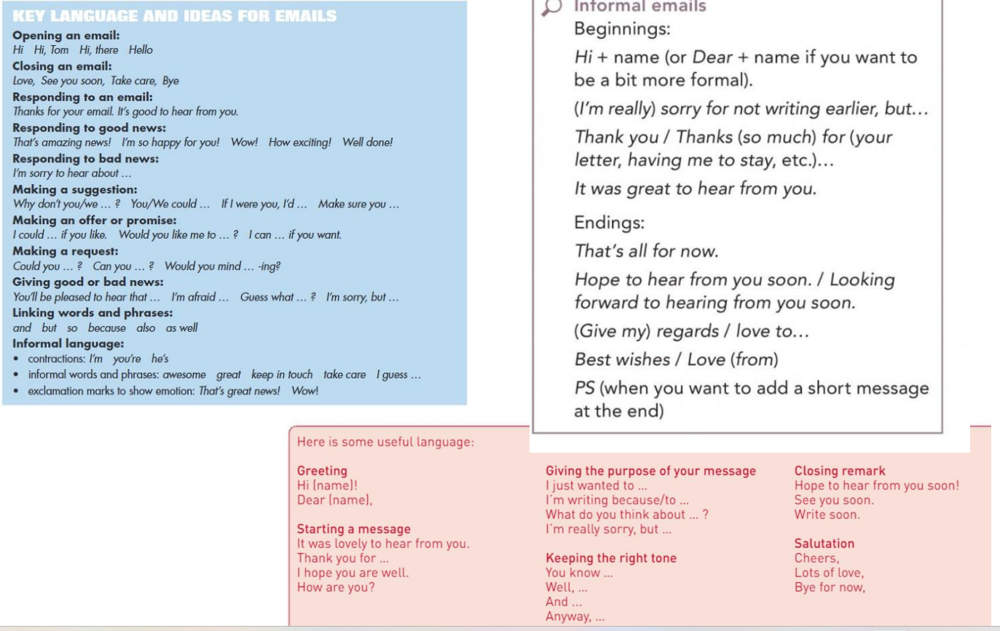 KEY LANGUAGE AND IDEAS FOR EMAILS
Opening an email:
Hi   Hi, Tom   Hi, there   Hello
Closing an email:
Love,  See you soon,  Take care,  Bye
Responding to an email:
Thanks for your email. It's good to hear from you.
Responding to good news:
That's amazing news!   I'm so happy for you!   Wow!   How exciting!   Well done!
Responding to bad news:
I'm sorry to hear about …
Making a suggestion:
Why don't you/we … ?   You/We could …   If I were you, I'd …   Make sure you …
Making an offer or promise:
I could … if you like.   Would you like me to … ?   I can … if you want.
Making a request:
Could you … ?   Can you … ?   Would you mind … -ing?
Giving good or bad news:
You'll be pleased to hear that …   I'm afraid …   Guess what … ?   I'm sorry, but …
Linking words and phrases:
and   but   so   because   also   as well
Informal language:
• contractions: I'm   you're   he's
• informal words and phrases: awesome   great   keep in touch   take care   I guess …
• exclamation marks to show emotion: That's great news!   Wow!
Informal emails
Beginnings:
Hi + name (or Dear + name if you want to
be a bit more formal).
(I'm really) sorry for not writing earlier, but…
Thank you / Thanks (so much) for (your
letter, having me to stay, etc.)…
It was great to hear from you.
Endings:
That's all for now.
Hope to hear from you soon. / Looking
forward to hearing from you soon.
(Give my) regards / love to…
Best wishes / Love (from)
PS (when you want to add a short message
at the end)
Here is some useful language:
Greeting
Hi (name)!
Dear (name),
Starting a message
It was lovely to hear from you.
Thank you for …
I hope you are well.
How are you?
Giving the purpose of your message
I just wanted to …
I'm writing because/to …
What do you think about … ?
I'm really sorry, but …
Keeping the right tone
You know …
Well, …
And …
Anyway, …
Closing remark
Hope to hear from you soon!
See you soon.
Write soon.
Salutation
Cheers,
Lots of love,
Bye for now,